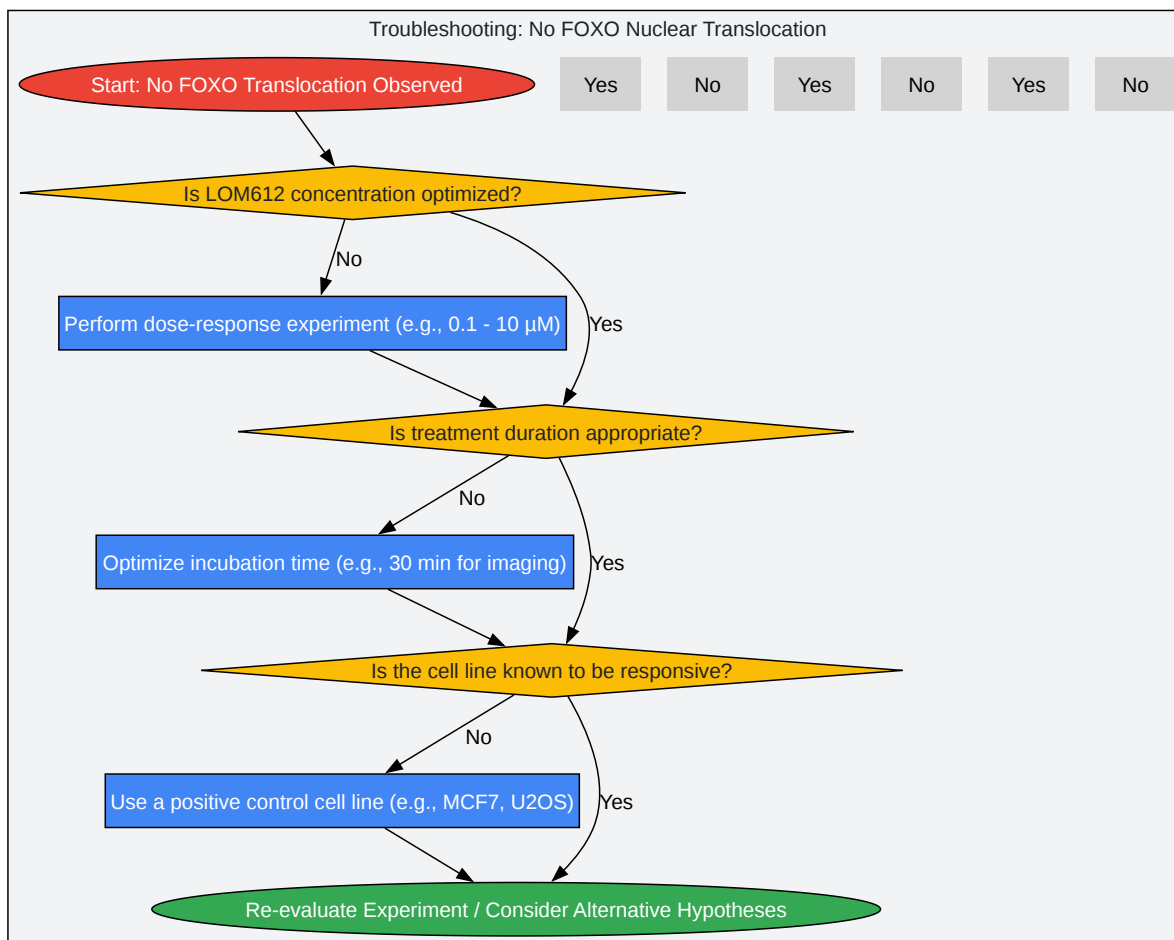 Troubleshooting: No FOXO Nuclear Translocation
Start: No FOXO Translocation Observed
Yes
No
Yes
No
Yes
No
Is LOM612 concentration optimized?
No
Perform dose-response experiment (e.g., 0.1 - 10 µM)
Yes
Is treatment duration appropriate?
No
Optimize incubation time (e.g., 30 min for imaging)
Yes
Is the cell line known to be responsive?
No
Use a positive control cell line (e.g., MCF7, U2OS)
Yes
Re-evaluate Experiment / Consider Alternative Hypotheses